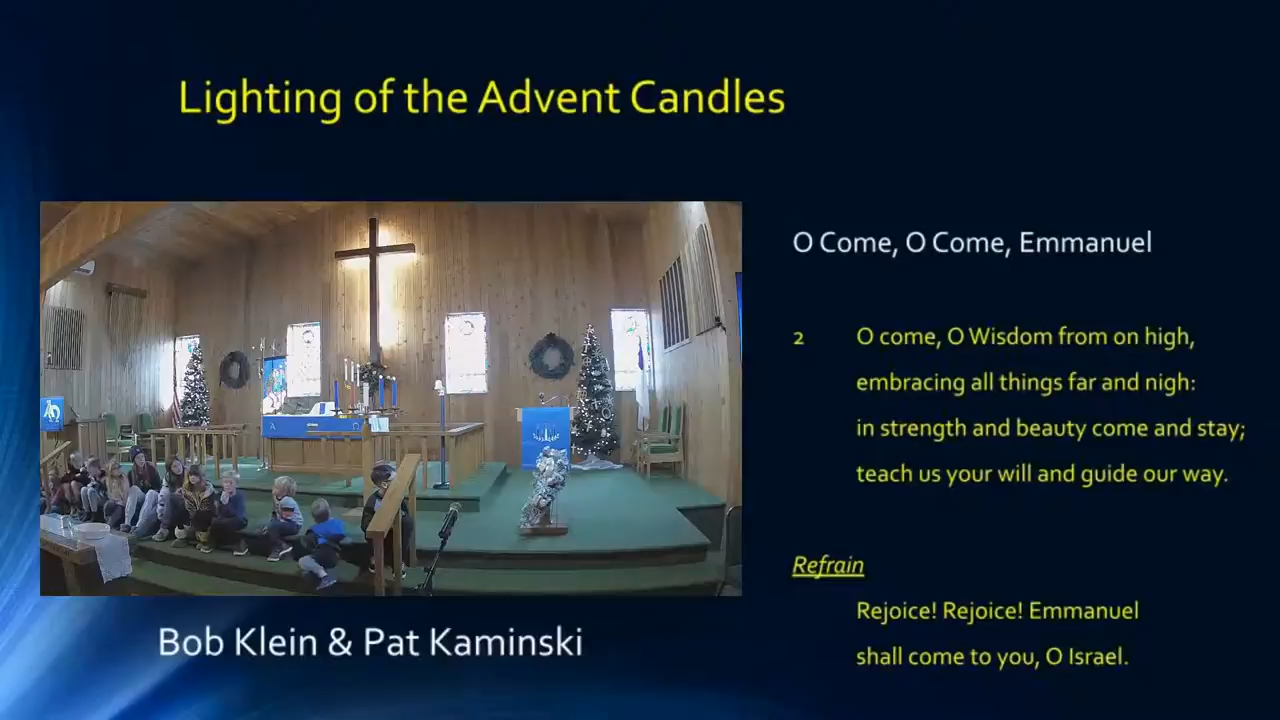 Lighting of the Advent Candles
O Come, O Come, Emmanuel
2 O come, O Wisdom from on high,
embracing all things far and nigh:
in strength and beauty come and stay;
teach us your will and guide our way.
Refrain
Rejoice! Rejoice! Emmanuel
shall come to you, O Israel.
Bob Klein & Pat Kaminski
Α Ω